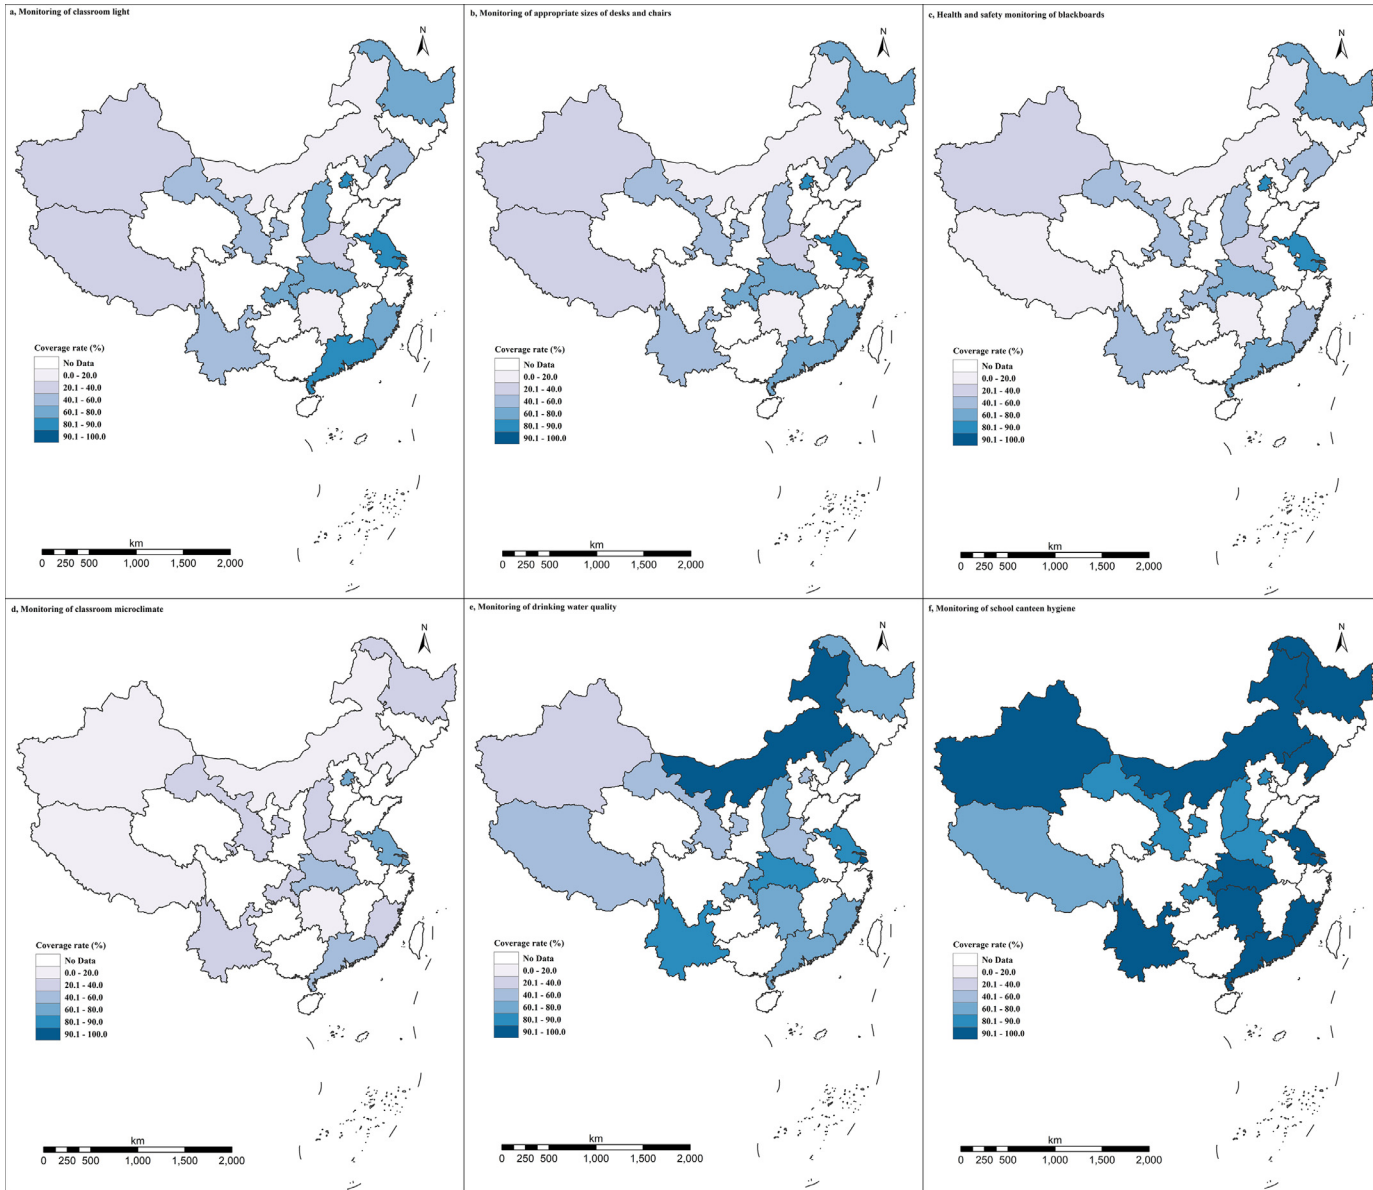 a, Monitoring of classroom light
N
Coverage rate (%)
No Data
0.0 - 20.0
20.1 - 40.0
40.1 - 60.0
60.1 - 80.0
80.1 - 90.0
90.1 - 100.0
km
0 250 500 1,000 1,500 2,000
b, Monitoring of appropriate sizes of desks and chairs
N
Coverage rate (%)
No Data
0.0 - 20.0
20.1 - 40.0
40.1 - 60.0
60.1 - 80.0
80.1 - 90.0
90.1 - 100.0
km
0 250 500 1,000 1,500 2,000
c, Health and safety monitoring of blackboards
N
Coverage rate (%)
No Data
0.0 - 20.0
20.1 - 40.0
40.1 - 60.0
60.1 - 80.0
80.1 - 90.0
90.1 - 100.0
km
0 250 500 1,000 1,500 2,000
d, Monitoring of classroom microclimate
N
Coverage rate (%)
No Data
0.0 - 20.0
20.1 - 40.0
40.1 - 60.0
60.1 - 80.0
80.1 - 90.0
90.1 - 100.0
km
0 250 500 1,000 1,500 2,000
e, Monitoring of drinking water quality
N
Coverage rate (%)
No Data
0.0 - 20.0
20.1 - 40.0
40.1 - 60.0
60.1 - 80.0
80.1 - 90.0
90.1 - 100.0
km
0 250 500 1,000 1,500 2,000
f, Monitoring of school canteen hygiene
N
Coverage rate (%)
No Data
0.0 - 20.0
20.1 - 40.0
40.1 - 60.0
60.1 - 80.0
80.1 - 90.0
90.1 - 100.0
km
0 250 500 1,000 1,500 2,000